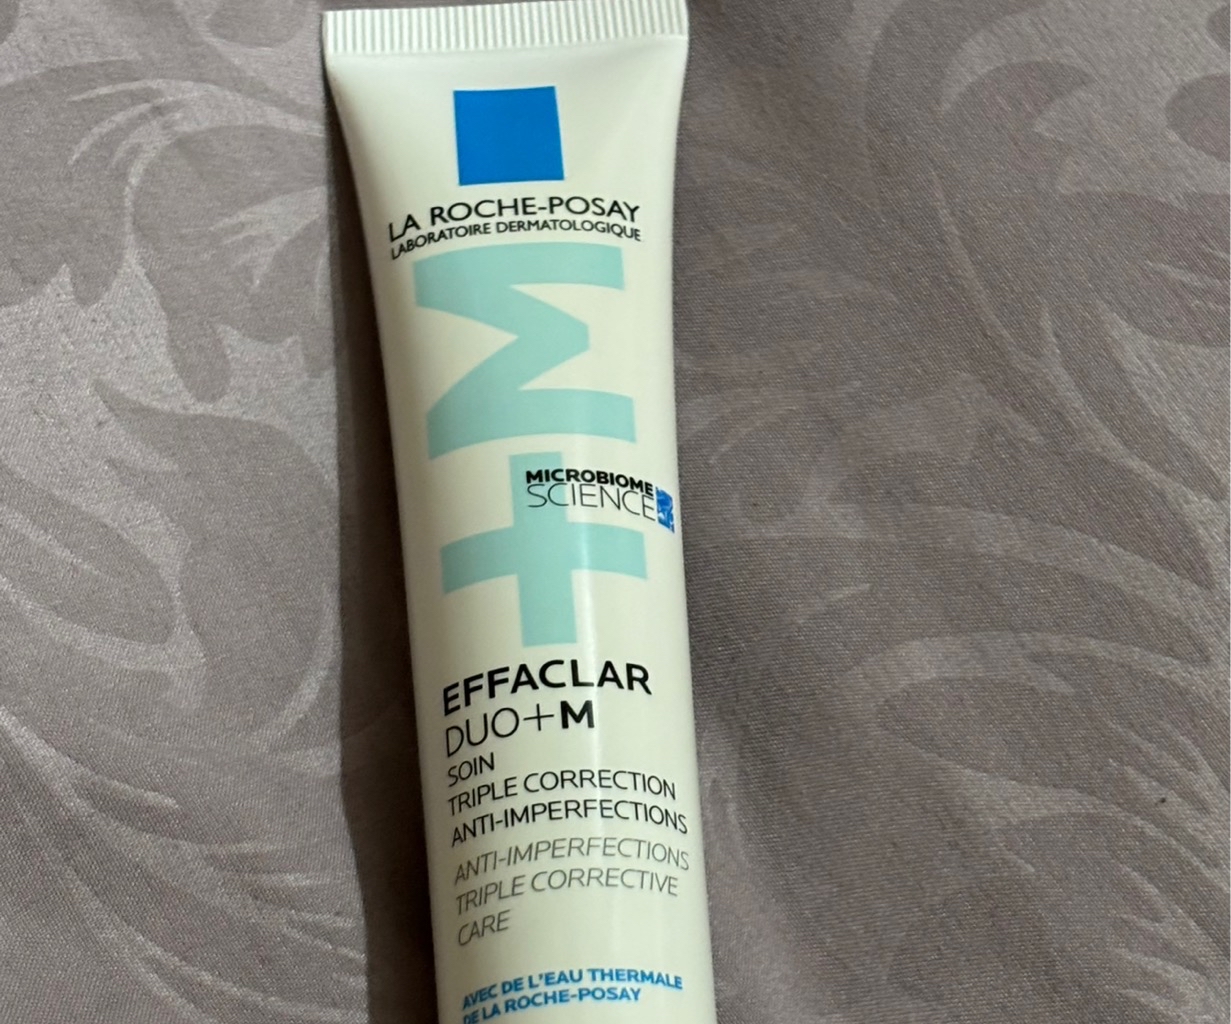 LA ROCHE-POSAY
LABORATOIRE DERMATOLOGIQUE
+M
MICROBIOME
SCIENCE
EFFACLAR
DUO+M
SOIN
TRIPLE CORRECTION
ANTI-IMPERFECTIONS
ANTI-IMPERFECTIONS
TRIPLE CORRECTIVE
CARE
AVEC DE L'EAU THERMALE
DE LA ROCHE-POSAY